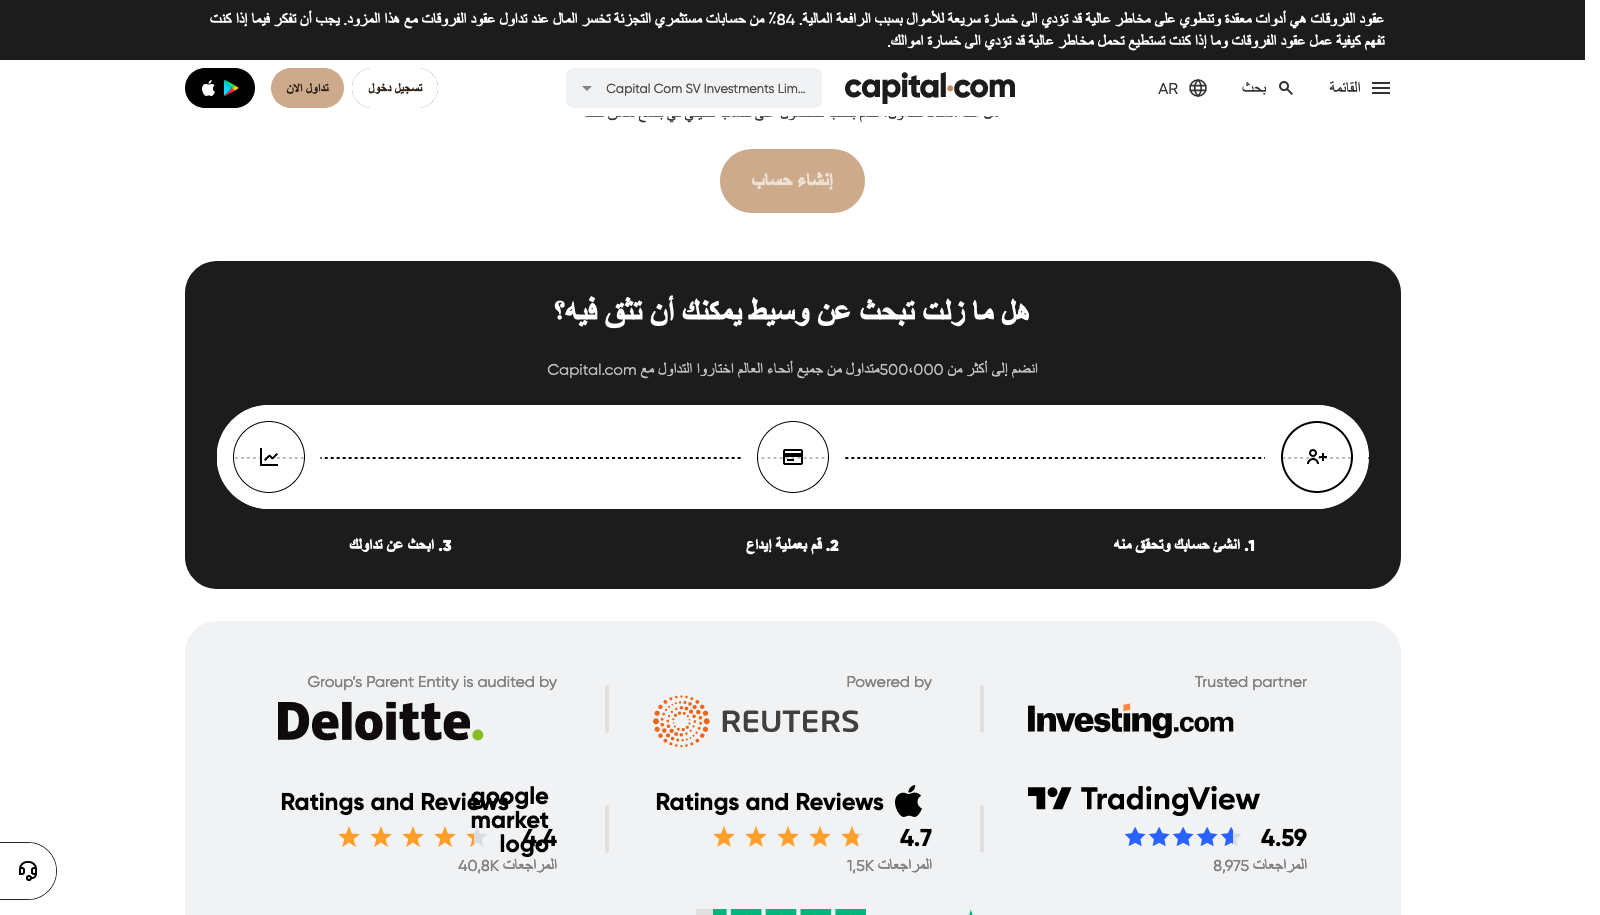 عقود الفروقات هي أدوات معقدة وتنطوي على مخاطر عالية قد تؤدي الى خسارة سريعة للأموال بسبب الرافعة المالية. 84٪ من حسابات مستثمري التجزئة تخسر المال عند تداول عقود الفروقات مع هذا المزود. يجب أن تفكر فيما إذا كنت
تفهم كيفية عمل عقود الفروقات وما إذا كنت تستطيع تحمل مخاطر عالية قد تؤدي الى خسارة اموالك.
القائمة
بحث
AR
capital.com
Capital Com SV Investments Lim...
تسجيل دخول
تداول الان
إنشاء حساب
هل ما زلت تبحث عن وسيط يمكنك أن تثق فيه؟
انضم إلى أكثر من 500،000متداول من جميع أنحاء العالم اختاروا التداول مع Capital.com
1. انشئ حسابك وتحقق منه
2. قم بعملية إيداع
3. ابحث عن تداولك
Trusted partner
Investing.com
Powered by
REUTERS
Group's Parent Entity is audited by
Deloitte.
TradingView
4.59
المراجعات 8,975
Ratings and Reviews
4.7
المراجعات 1,5K
Ratings and Reviews
google
market
logo
4.4
المراجعات 40,8K